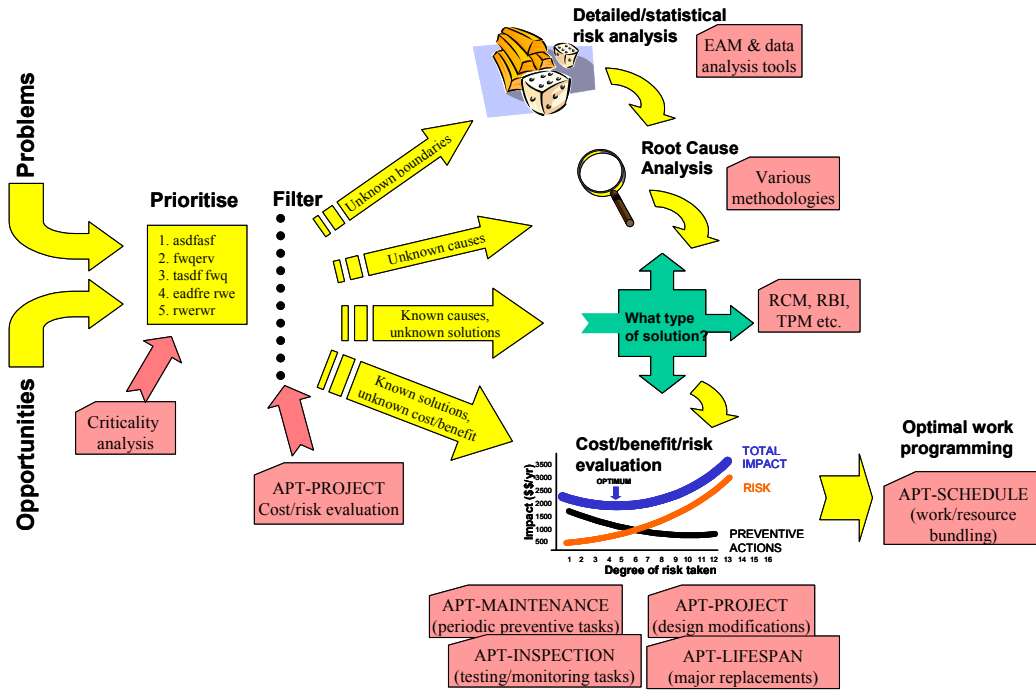 Problems
Opportunities
Prioritise
1. asdfasf
2. fwqerv
3. tasdf fwq
4. eadfre rwe
5. rwerwr
Criticality
analysis
Filter
APT-PROJECT
Cost/risk evaluation
Unknown boundaries
Unknown causes
Known causes,
unknown solutions
Known solutions,
unknown cost/benefit
Detailed/statistical
risk analysis
EAM & data
analysis tools
Root Cause
Analysis
Various
methodologies
What type
of solution?
RCM, RBI,
TPM etc.
Cost/benefit/risk
evaluation
OPTIMUM
TOTAL
IMPACT
RISK
PREVENTIVE
ACTIONS
Impact ($$/yr)
3500
3000
2500
2000
1500
1000
500
1 2 3 4 5 6 7 8 9 10 11 12 13 14 15 16
Degree of risk taken
Optimal work
programming
APT-SCHEDULE
(work/resource
bundling)
APT-MAINTENANCE
(periodic preventive tasks)
APT-PROJECT
(design modifications)
APT-INSPECTION
(testing/monitoring tasks)
APT-LIFESPAN
(major replacements)